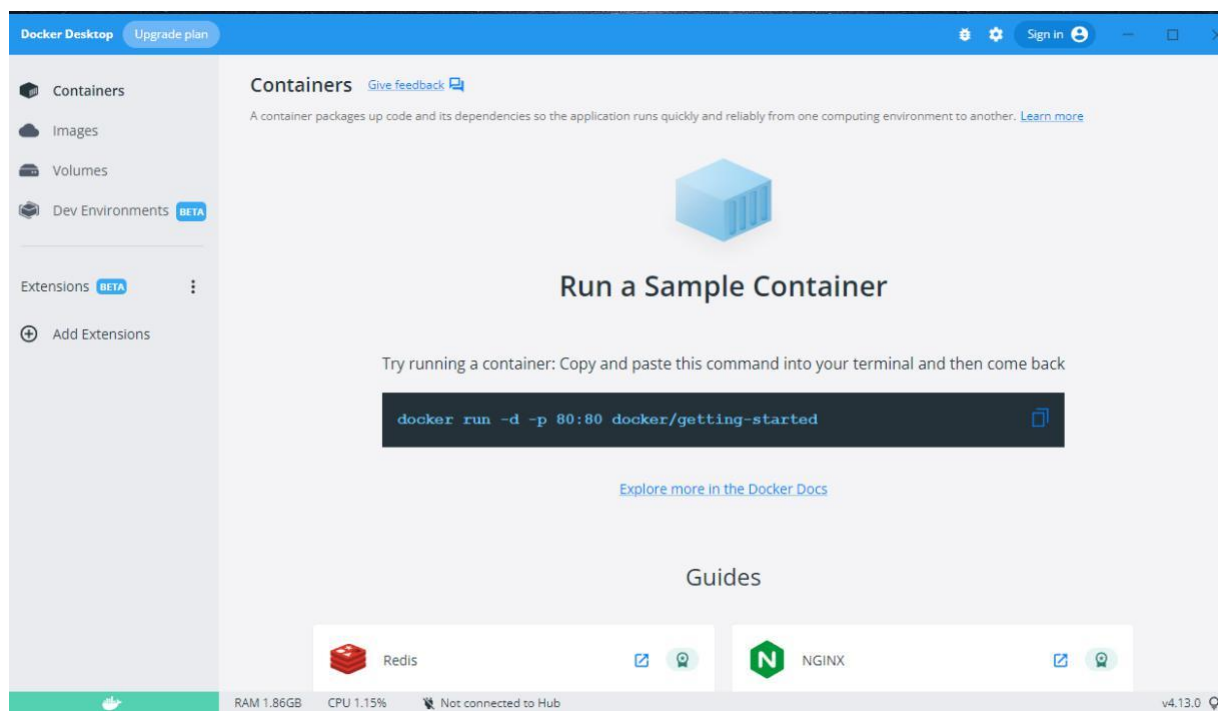 Docker Desktop Upgrade plan Sign in
Containers
Images
Volumes
Dev Environments BETA
Extensions BETA
Add Extensions
Containers Give feedback
A container packages up code and its dependencies so the application runs quickly and reliably from one computing environment to another. Learn more
Run a Sample Container
Try running a container: Copy and paste this command into your terminal and then come back
docker run -d -p 80:80 docker/getting-started
Explore more in the Docker Docs
Guides
Redis
N NGINX
RAM 1.86GB CPU 1.15% Not connected to Hub v4.13.0